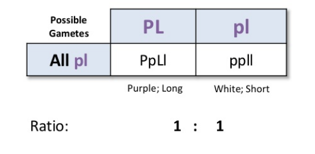 Possible Gametes PL pl
All pl PpLl ppll
Purple; Long White; Short
Ratio: 1 : 1